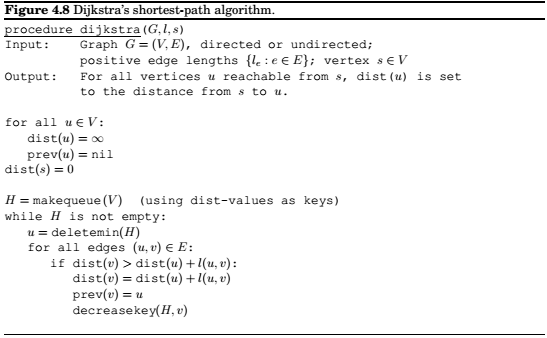 Figure 4.8 Dijkstra's shortest-path algorithm.
procedure dijkstra(G, l, s)
Input: Graph G = (V, E), directed or undirected;
positive edge lengths {lₑ : e ∈ E}; vertex s ∈ V
Output: For all vertices u reachable from s, dist(u) is set
to the distance from s to u.
for all u ∈ V:
dist(u) = ∞
prev(u) = nil
dist(s) = 0
H = makequeue(V) (using dist-values as keys)
while H is not empty:
u = deletemin(H)
for all edges (u, v) ∈ E:
if dist(v) > dist(u) + l(u, v):
dist(v) = dist(u) + l(u, v)
prev(v) = u
decreasekey(H, v)